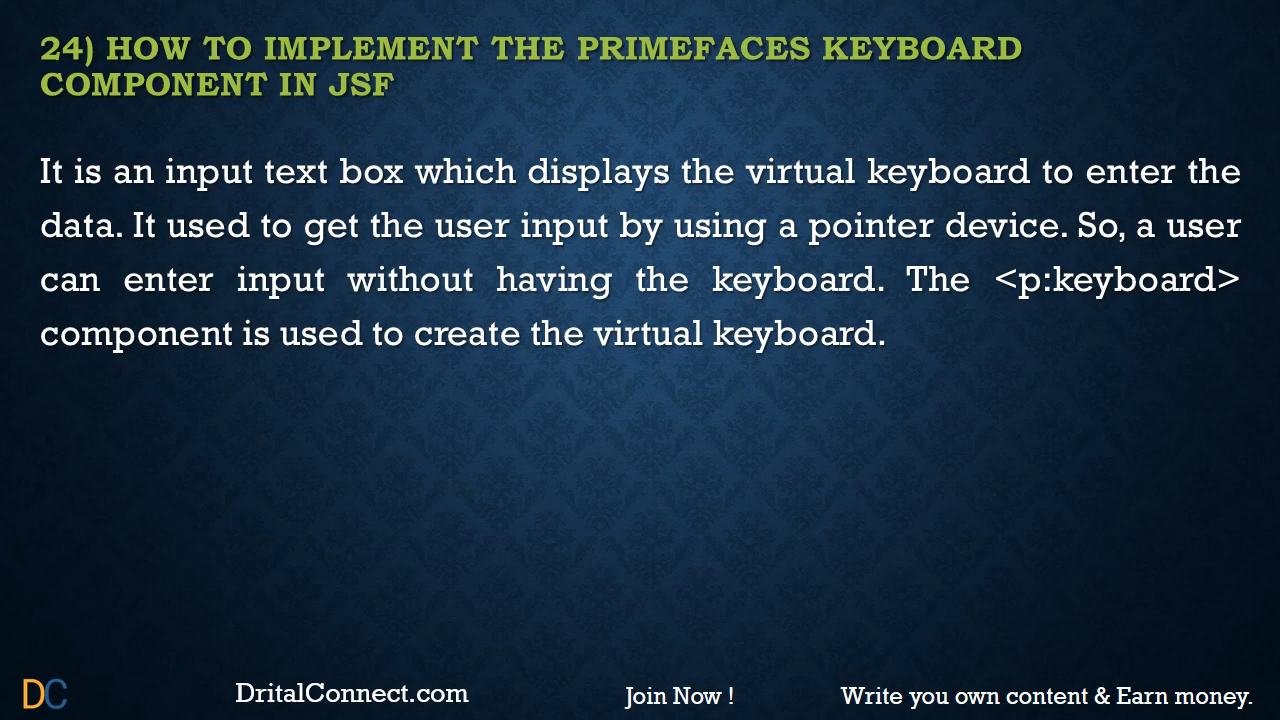 24) HOW TO IMPLEMENT THE PRIMEFACES KEYBOARD
COMPONENT IN JSF
It is an input text box which displays the virtual keyboard to enter the
data. It used to get the user input by using a pointer device. So, a user
can enter input without having the keyboard. The <p:keyboard>
component is used to create the virtual keyboard.
DC
DritalConnect.com
Join Now !
Write you own content & Earn money.